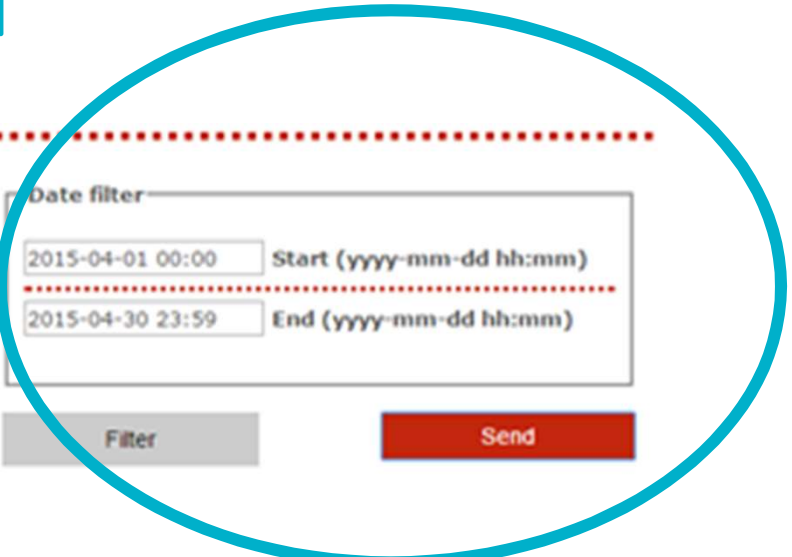 Date filter
2015-04-01 00:00 Start (yyyy-mm-dd hh:mm)
2015-04-30 23:59 End (yyyy-mm-dd hh:mm)
Filter Send